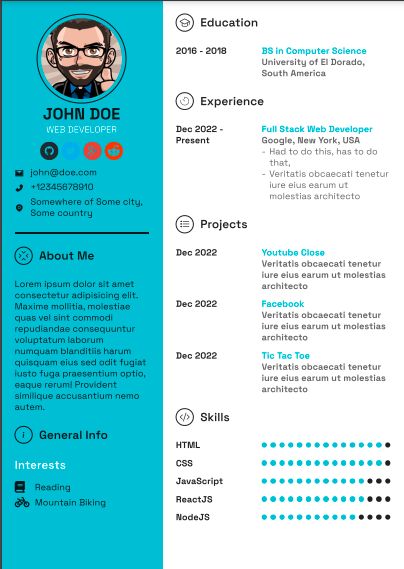 JOHN DOE
WEB DEVELOPER
john@doe.com
+12345678910
Somewhere of Some city,
Some country
About Me
Lorem ipsum dolor sit amet
consectetur adipisicing elit.
Maxime mollitia, molestiae
quas vel sint commodi
repudiandae consequuntur
voluptatum laborum
numquam blanditiis harum
quisquam eius sed odit fugiat
iusto fuga praesentium optio,
eaque rerum! Provident
similique accusantium nemo
autem.
General Info
Interests
Reading
Mountain Biking
Education
2016 - 2018
BS in Computer Science
University of El Dorado,
South America
Experience
Dec 2022 -
Present
Full Stack Web Developer
Google, New York, USA
- Had to do this, has to do
that,
- Veritatis obcaecati tenetur
iure eius earum ut
molestias architecto
Projects
Dec 2022
Youtube Close
Veritatis obcaecati tenetur
iure eius earum ut molestias
architecto
Dec 2022
Facebook
Veritatis obcaecati tenetur
iure eius earum ut molestias
architecto
Dec 2022
Tic Tac Toe
Veritatis obcaecati tenetur
iure eius earum ut molestias
architecto
Skills
HTML
CSS
JavaScript
ReactJS
NodeJS